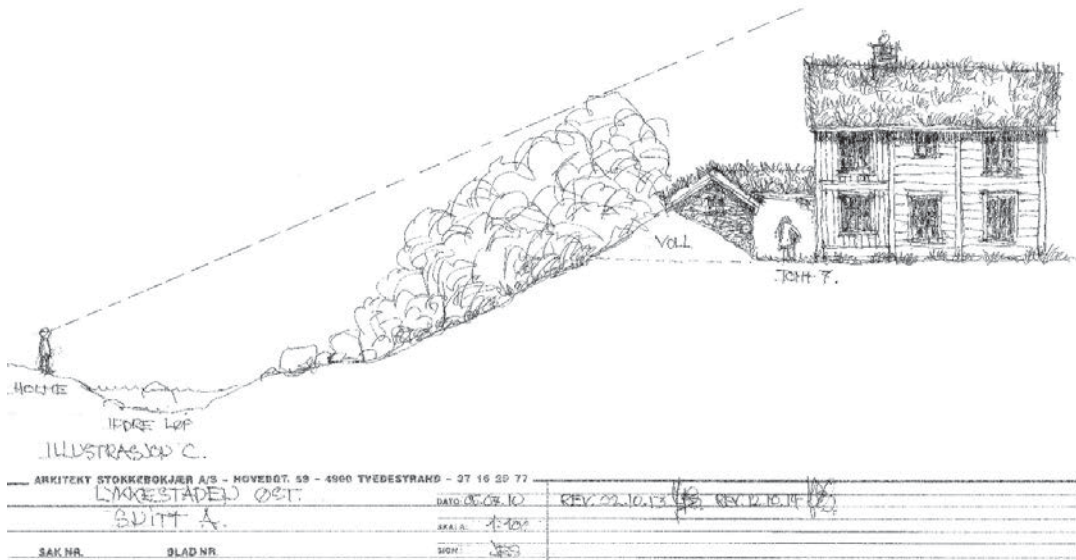 VOLL
TOMT 7.
HOLME
INDRE LØP
ILLUSTRASJON C.
ARKITEKT STOKKEBOKJÆR A/S - HOVEDGT. 59 - 4900 TVEDESTRAND - 37 16 29 77
LYKKESTADEN ØST.
DATO: 05.03.10 REV. 22.10.13 REV. 12.10.14
SNITT A.
SKALA: 1:100
SAK NR. BLAD NR. SIGN: